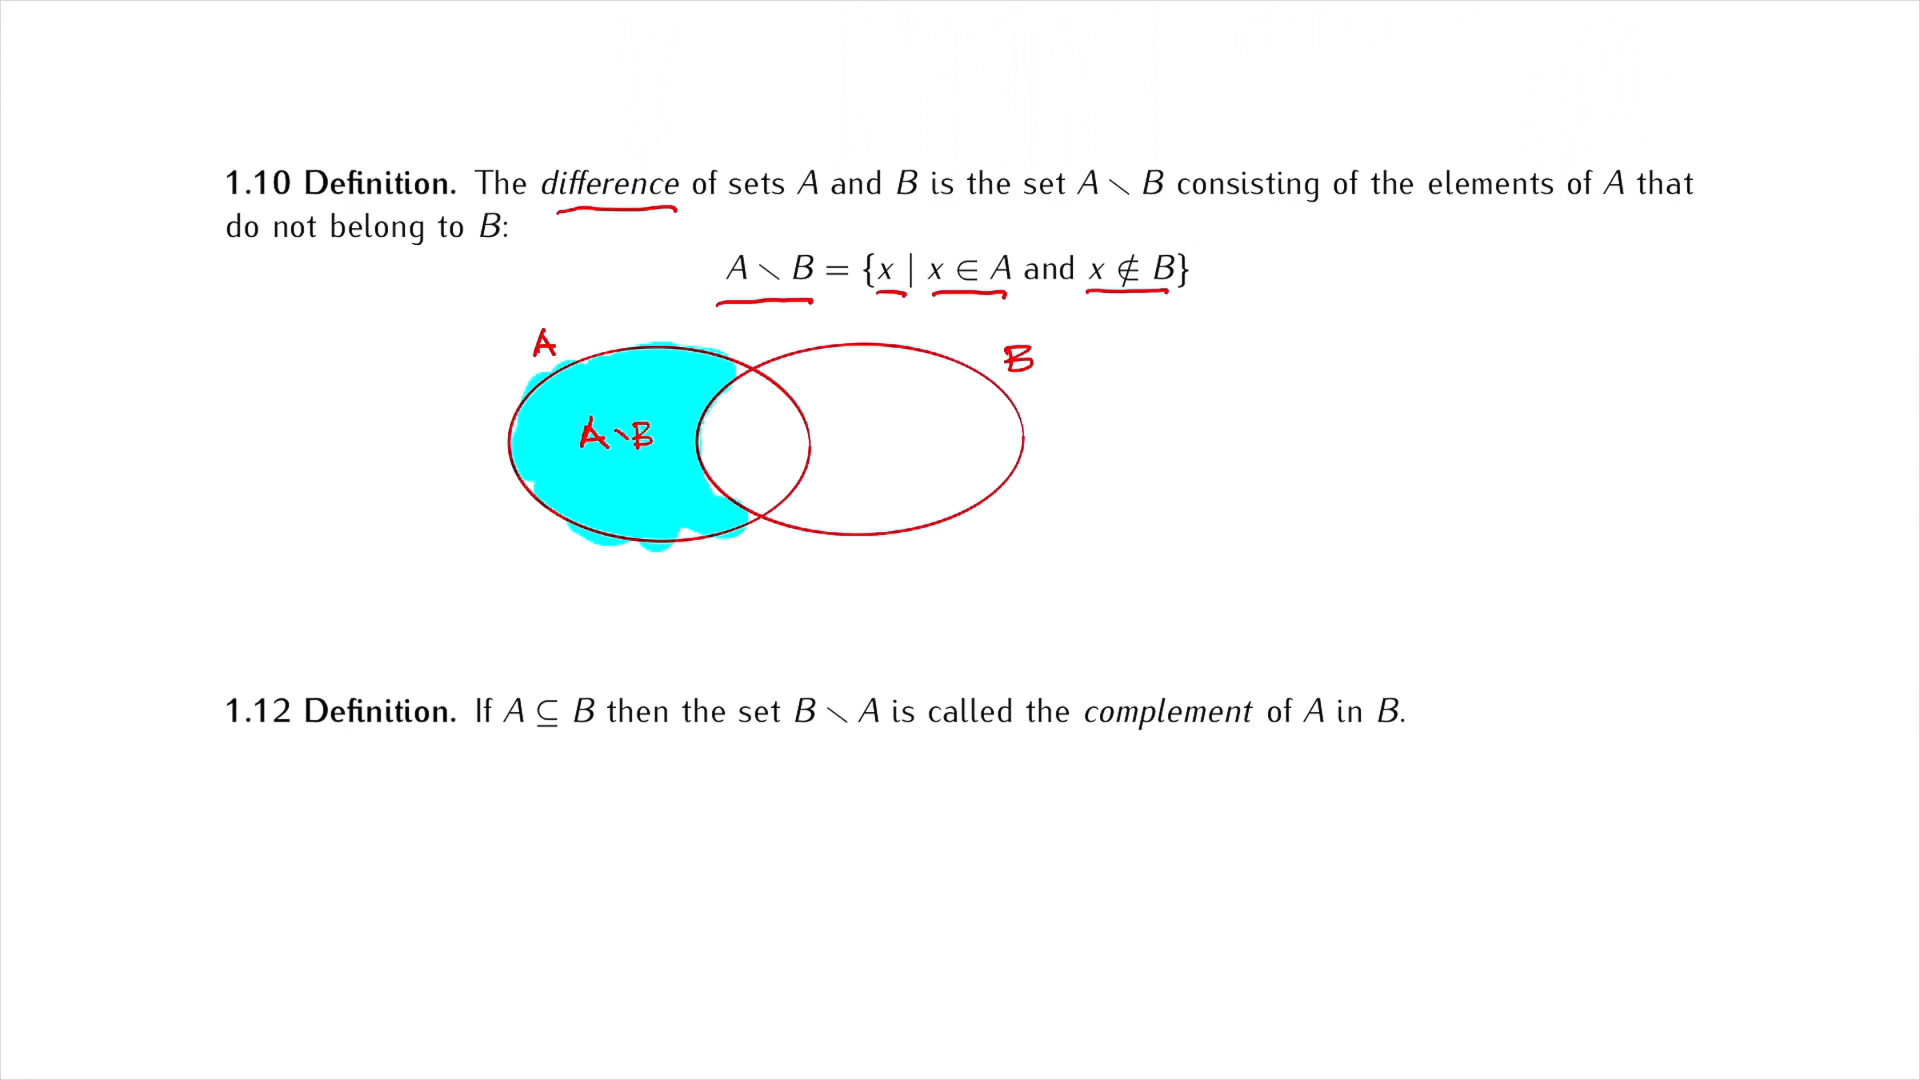 1.10 Definition. The difference of sets A and B is the set A ∖ B consisting of the elements of A that
do not belong to B:
A ∖ B = {x | x ∈ A and x ∉ B}
A
B
A∖B
1.12 Definition. If A ⊆ B then the set B ∖ A is called the complement of A in B.